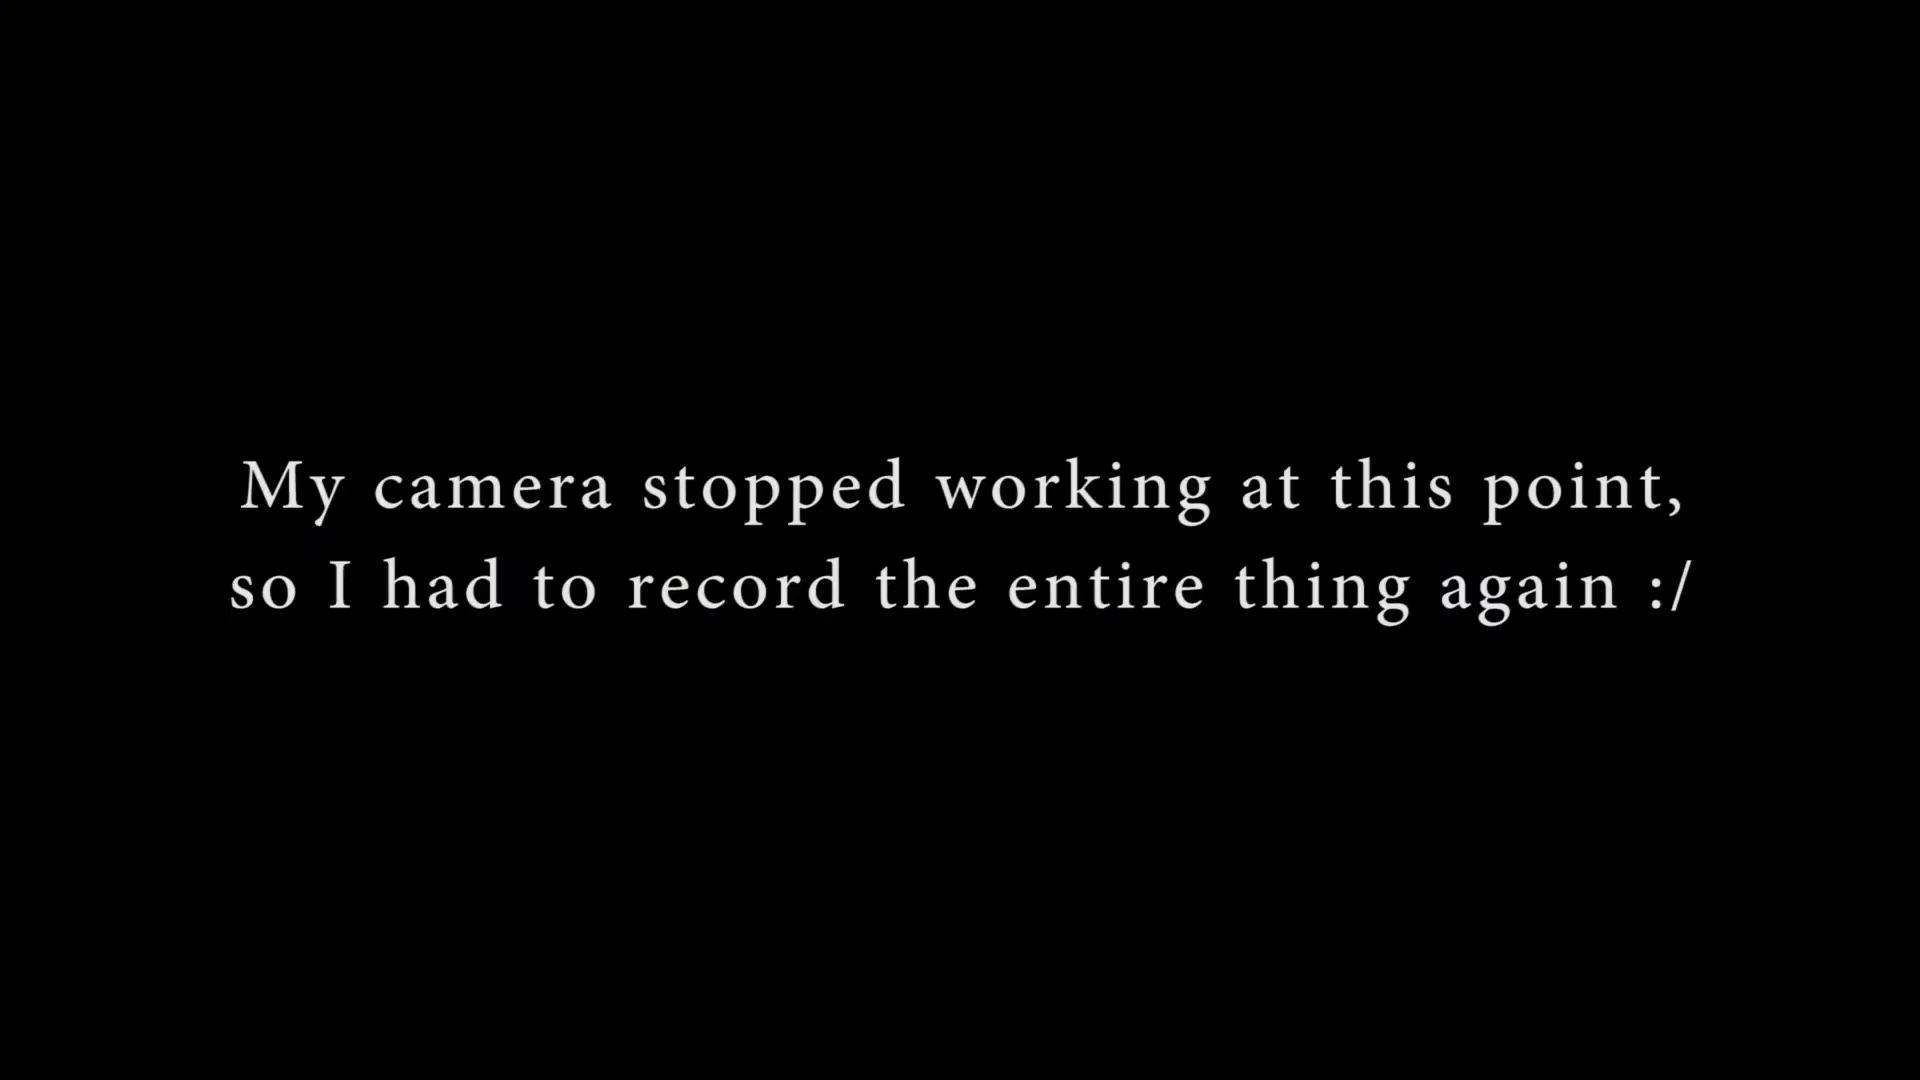 My camera stopped working at this point,
so I had to record the entire thing again :/